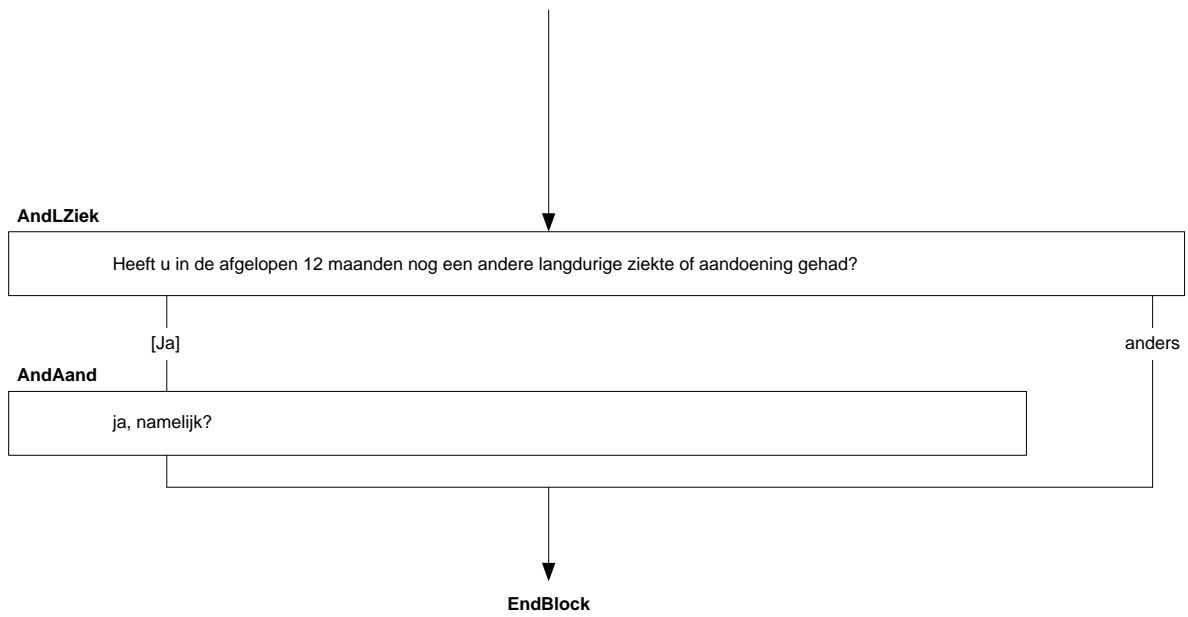 AndLZiek
Heeft u in de afgelopen 12 maanden nog een andere langdurige ziekte of aandoening gehad?
[Ja]
anders
AndAand
ja, namelijk?
EndBlock